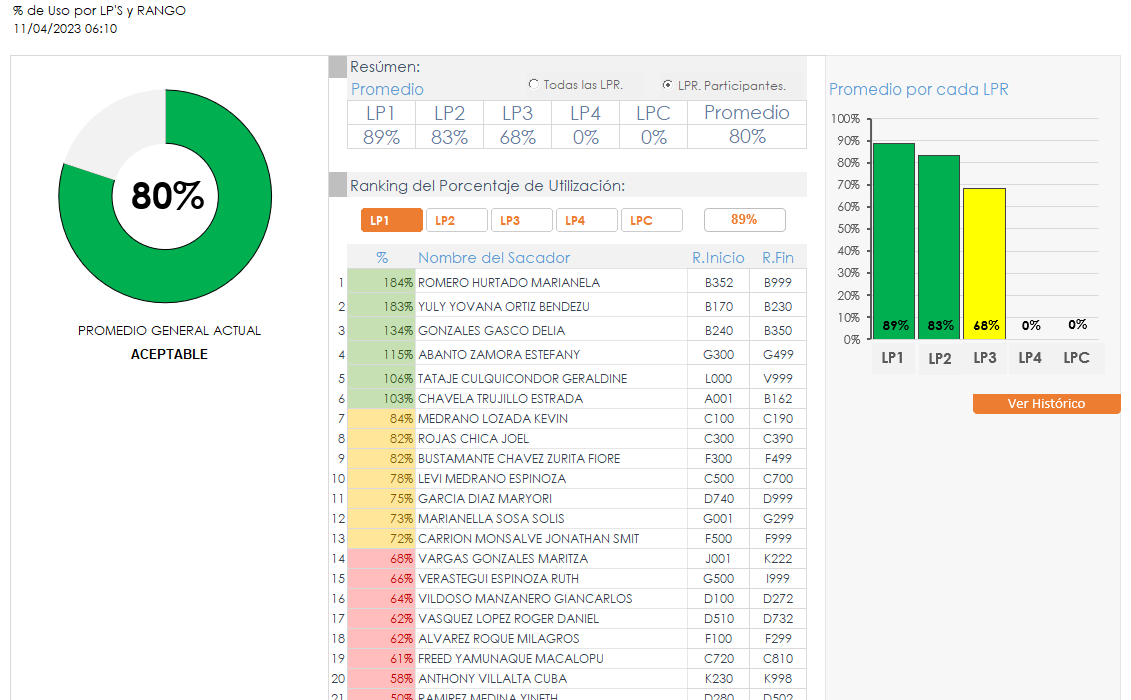 % de Uso por LP'S y RANGO
11/04/2023 06:10
80%
PROMEDIO GENERAL ACTUAL
ACEPTABLE
Resúmen:
Promedio
Todas las LPR.
LPR. Participantes.
LP1 LP2 LP3 LP4 LPC Promedio
89% 83% 68% 0% 0% 80%
Ranking del Porcentaje de Utilización:
LP1 LP2 LP3 LP4 LPC 89%
% Nombre del Sacador R.Inicio R.Fin
1 184% ROMERO HURTADO MARIANELA B352 B999
2 183% YULY YOVANA ORTIZ BENDEZU B170 B230
3 134% GONZALES GASCO DELIA B240 B350
4 115% ABANTO ZAMORA ESTEFANY G300 G499
5 106% TATAJE CULQUICONDOR GERALDINE L000 V999
6 103% CHAVELA TRUJILLO ESTRADA A001 B162
7 84% MEDRANO LOZADA KEVIN C100 C190
8 82% ROJAS CHICA JOEL C300 C390
9 82% BUSTAMANTE CHAVEZ ZURITA FIORE F300 F499
10 78% LEVI MEDRANO ESPINOZA C500 C700
11 75% GARCIA DIAZ MARYORI D740 D999
12 73% MARIANELLA SOSA SOLIS G001 G299
13 72% CARRION MONSALVE JONATHAN SMIT F500 F999
14 68% VARGAS GONZALES MARITZA J001 K222
15 66% VERASTEGUI ESPINOZA RUTH G500 I999
16 64% VILDOSO MANZANERO GIANCARLOS D100 D272
17 62% VASQUEZ LOPEZ ROGER DANIEL D510 D732
18 62% ALVAREZ ROQUE MILAGROS F100 F299
19 61% FREED YAMUNAQUE MACALOPU C720 C810
20 58% ANTHONY VILLALTA CUBA K230 K998
21 50% RAMIREZ MEDINA YINETH D280 D502
Promedio por cada LPR
100%
90%
80%
70%
60%
50%
40%
30%
20%
10%
0%
89% 83% 68% 0% 0%
LP1 LP2 LP3 LP4 LPC
Ver Histórico